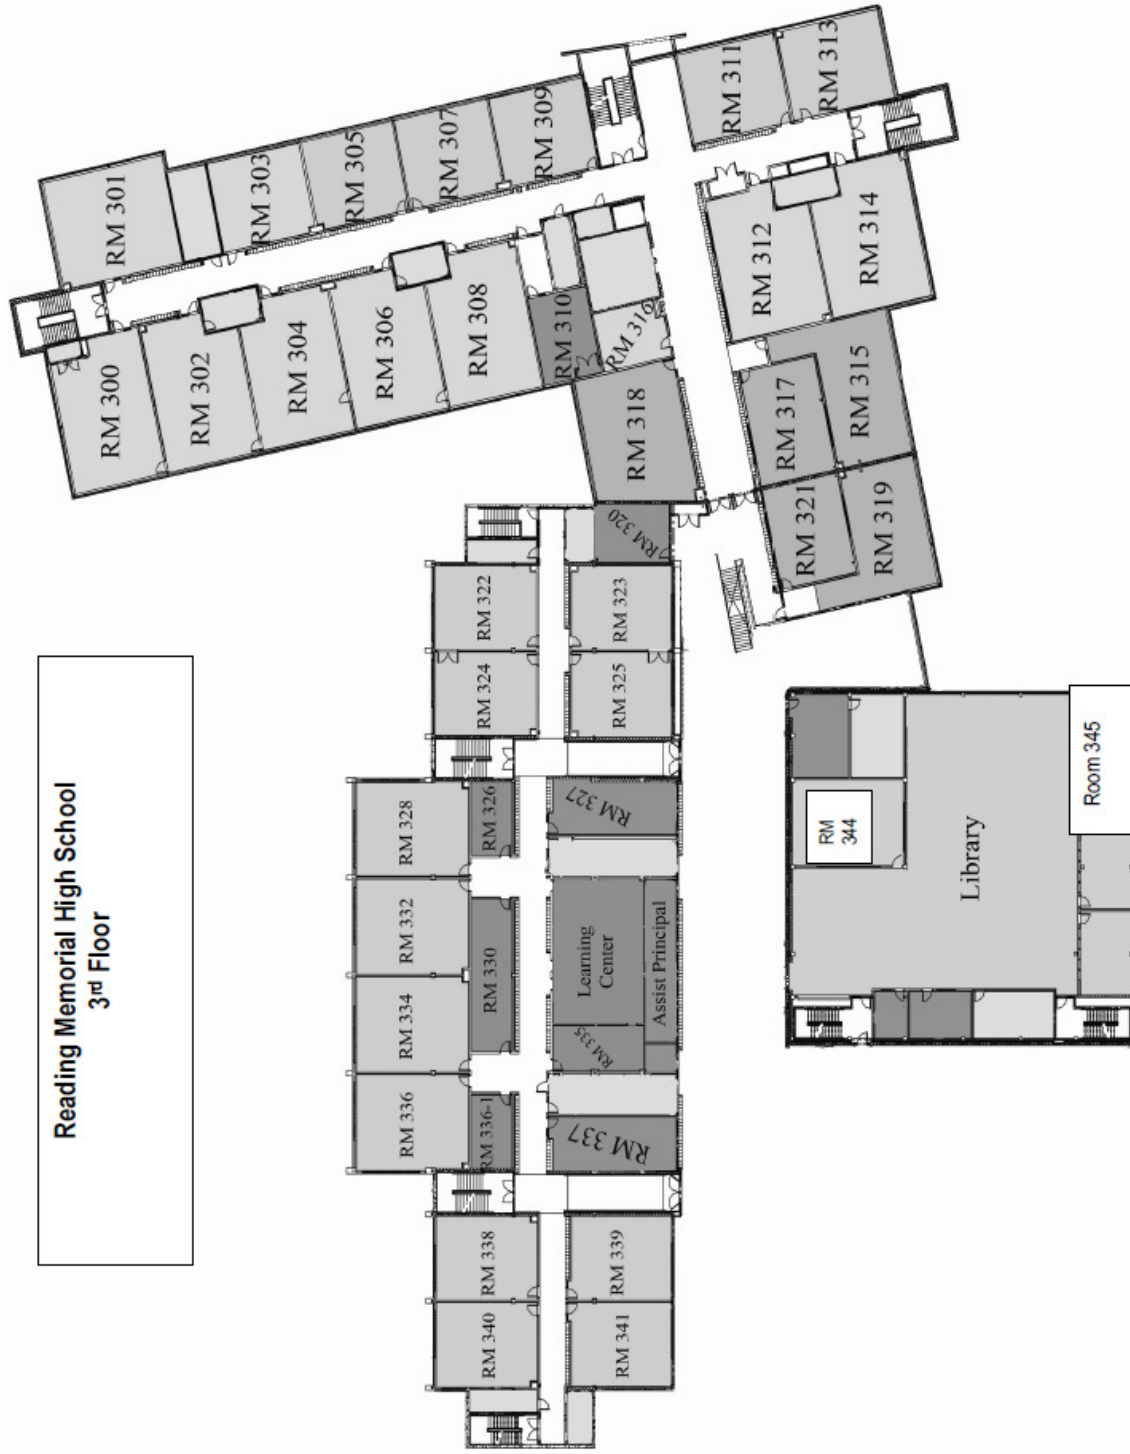 Reading Memorial High School
3rd Floor
RM 301
RM 303
RM 305
RM 307
RM 309
RM 311
RM 313
RM 300
RM 302
RM 304
RM 306
RM 308
RM 310
RM 316
RM 318
RM 312
RM 314
RM 317
RM 315
RM 321
RM 319
RM 320
RM 322
RM 323
RM 324
RM 325
RM 328
RM 326
RM 327
RM 332
RM 330
Learning
Center
Assist Principal
RM 334
RM 335
RM 336
RM 336-1
RM 337
RM 338
RM 339
RM 340
RM 341
RM
344
Library
Room 345